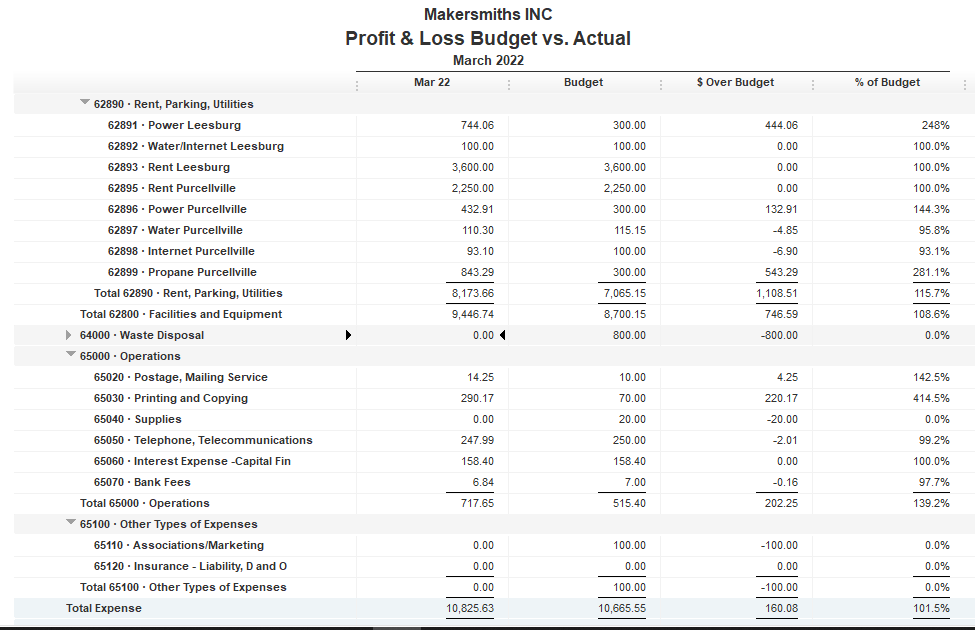 Makersmiths INC
Profit & Loss Budget vs. Actual
March 2022
Mar 22 Budget $ Over Budget % of Budget
62890 · Rent, Parking, Utilities
62891 · Power Leesburg 744.06 300.00 444.06 248%
62892 · Water/Internet Leesburg 100.00 100.00 0.00 100.0%
62893 · Rent Leesburg 3,600.00 3,600.00 0.00 100.0%
62895 · Rent Purcellville 2,250.00 2,250.00 0.00 100.0%
62896 · Power Purcellville 432.91 300.00 132.91 144.3%
62897 · Water Purcellville 110.30 115.15 -4.85 95.8%
62898 · Internet Purcellville 93.10 100.00 -6.90 93.1%
62899 · Propane Purcellville 843.29 300.00 543.29 281.1%
Total 62890 · Rent, Parking, Utilities 8,173.66 7,065.15 1,108.51 115.7%
Total 62800 · Facilities and Equipment 9,446.74 8,700.15 746.59 108.6%
64000 · Waste Disposal 0.00 800.00 -800.00 0.0%
65000 · Operations
65020 · Postage, Mailing Service 14.25 10.00 4.25 142.5%
65030 · Printing and Copying 290.17 70.00 220.17 414.5%
65040 · Supplies 0.00 20.00 -20.00 0.0%
65050 · Telephone, Telecommunications 247.99 250.00 -2.01 99.2%
65060 · Interest Expense -Capital Fin 158.40 158.40 0.00 100.0%
65070 · Bank Fees 6.84 7.00 -0.16 97.7%
Total 65000 · Operations 717.65 515.40 202.25 139.2%
65100 · Other Types of Expenses
65110 · Associations/Marketing 0.00 100.00 -100.00 0.0%
65120 · Insurance - Liability, D and O 0.00 0.00 0.00 0.0%
Total 65100 · Other Types of Expenses 0.00 100.00 -100.00 0.0%
Total Expense 10,825.63 10,665.55 160.08 101.5%